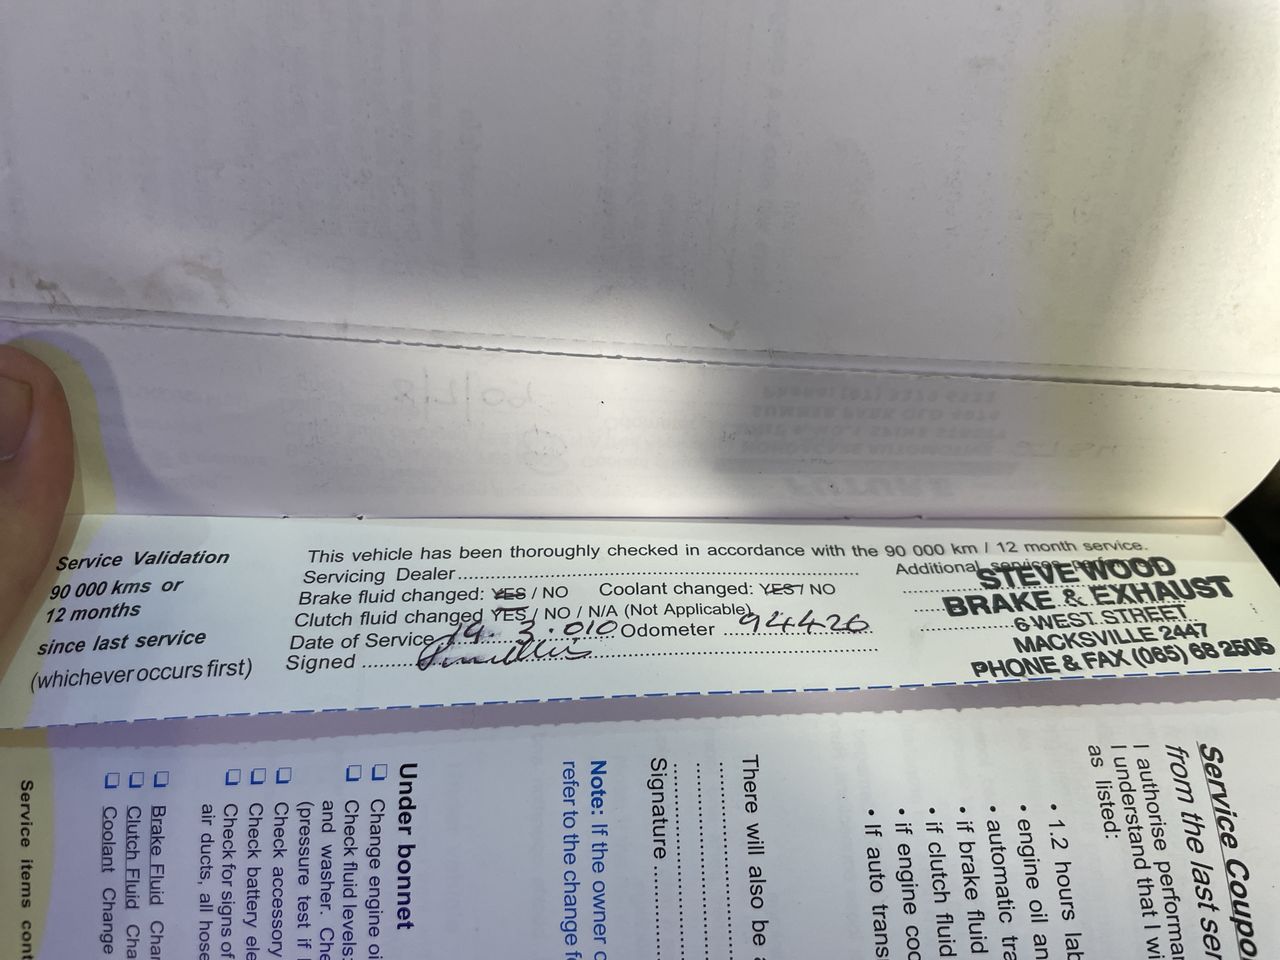 Service Validation
90 000 kms or
12 months
since last service
(whichever occurs first)
This vehicle has been thoroughly checked in accordance with the 90 000 km / 12 month service.
Servicing Dealer
Brake fluid changed: YES / NO Coolant changed: YES / NO
Clutch fluid changed YES / NO / N/A (Not Applicable)
Date of Service 19.3.010 Odometer 94426
Signed
Additional
STEVE WOOD
BRAKE & EXHAUST
6 WEST STREET
MACKSVILLE 2447
PHONE & FAX (065) 68 2505
Service Coupo
from the last ser
I authorise performa
I understand that I wi
as listed:
• 1.2 hours lab
• engine oil an
• automatic tra
• if brake fluid
• if clutch fluid
• if engine coo
• If auto trans
There will also be
Signature
Note: If the owner
refer to the change
Under bonnet
Change engine oi
Check fluid levels:
and washer. Che
(pressure test if
Check accessory
Check battery ele
Check for signs of
air ducts, all hose
Brake Fluid Cha
Clutch Fluid Cha
Coolant Change
Service items cont